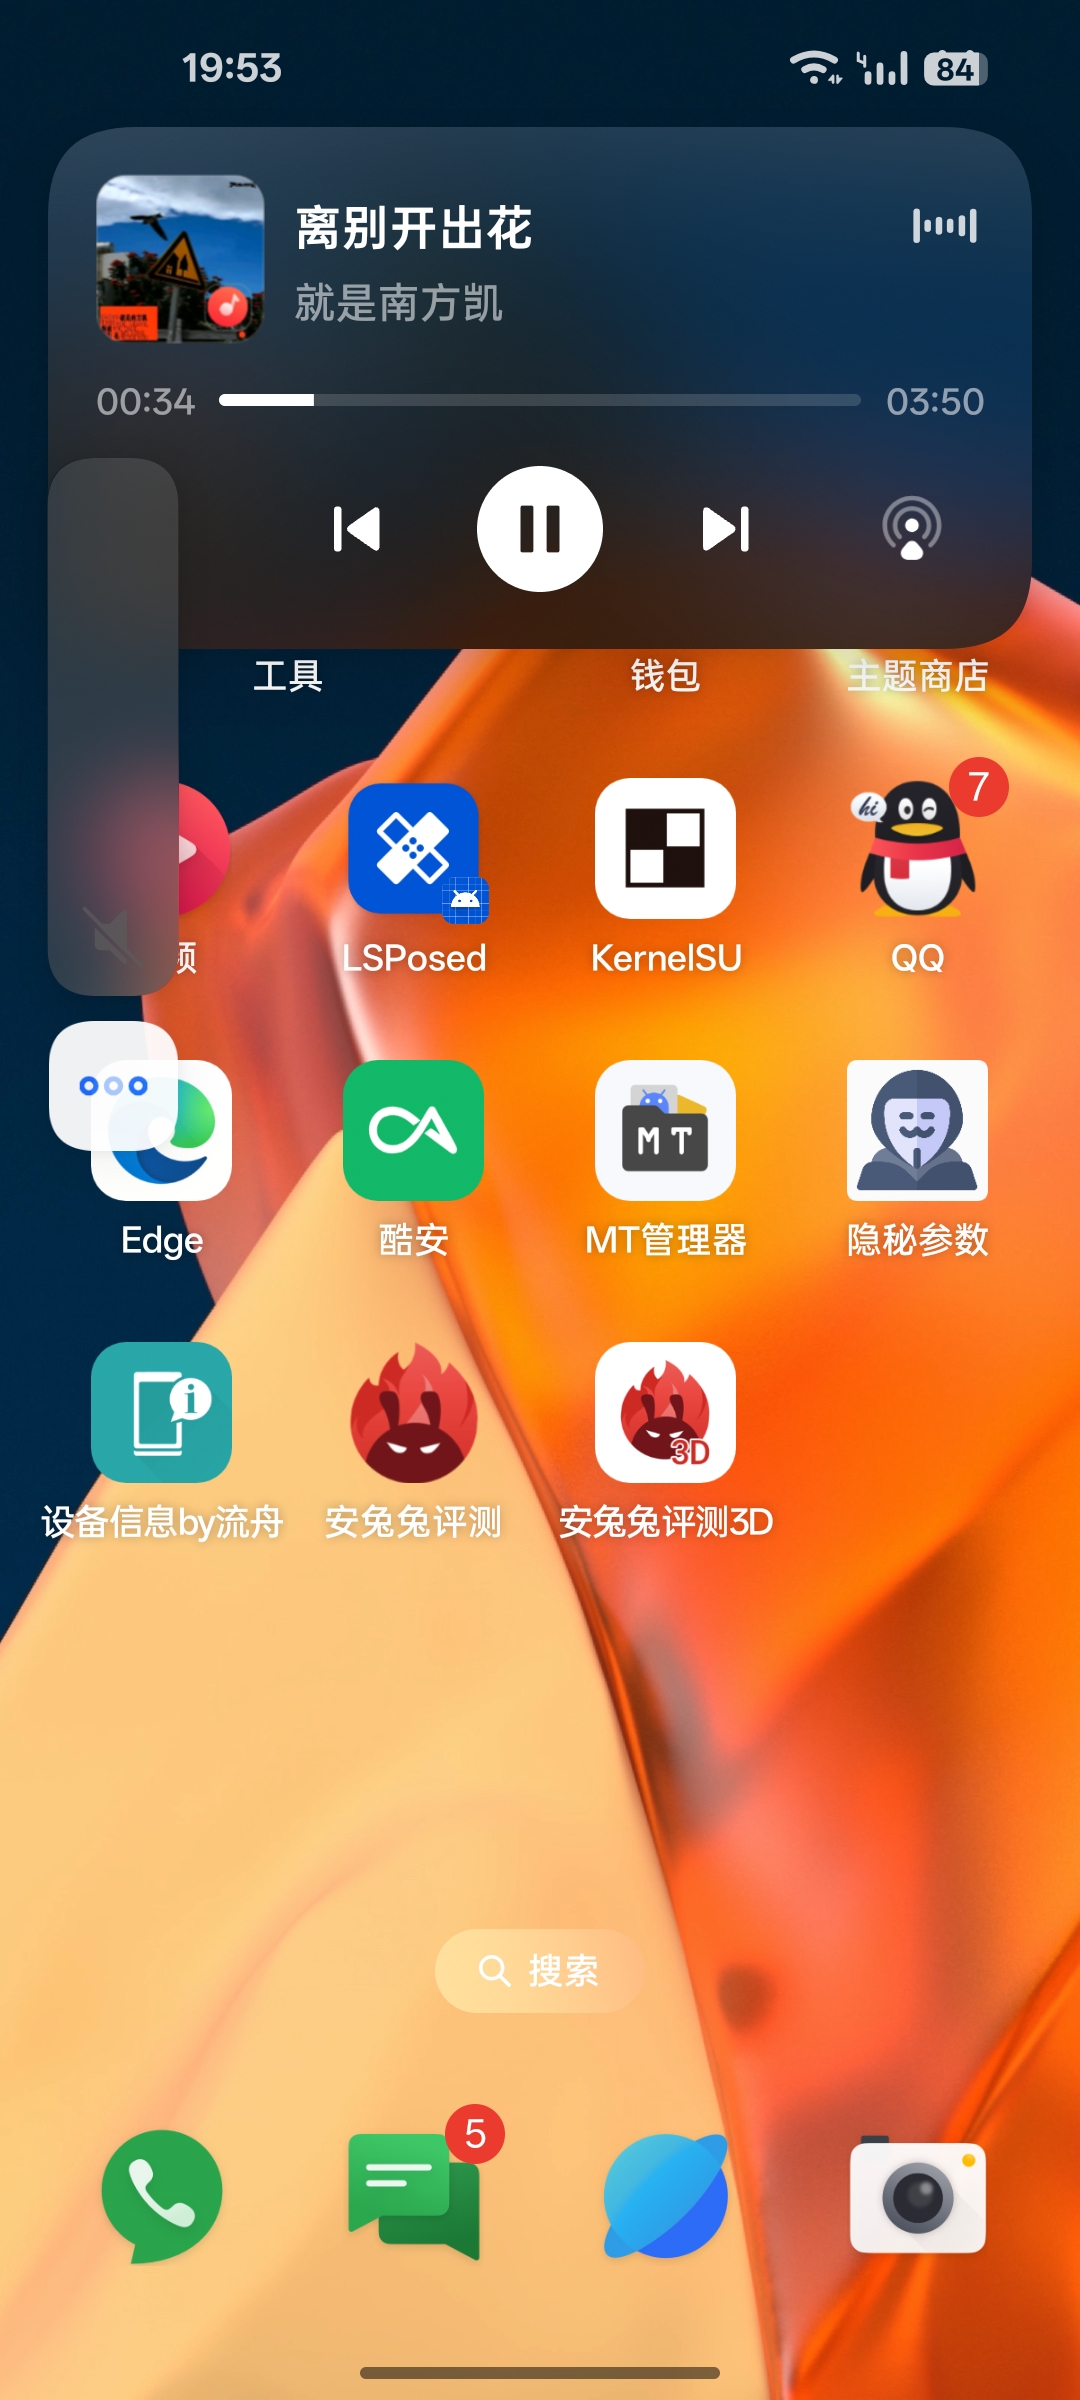 19:53
84
离别开出花
就是南方凯
00:34
03:50
工具
钱包
主题商店
hi
7
频
LSPosed
KernelSU
QQ
MT
Edge
酷安
MT管理器
隐秘参数
i
3D
设备信息by流舟
安兔兔评测
安兔兔评测3D
搜索
5